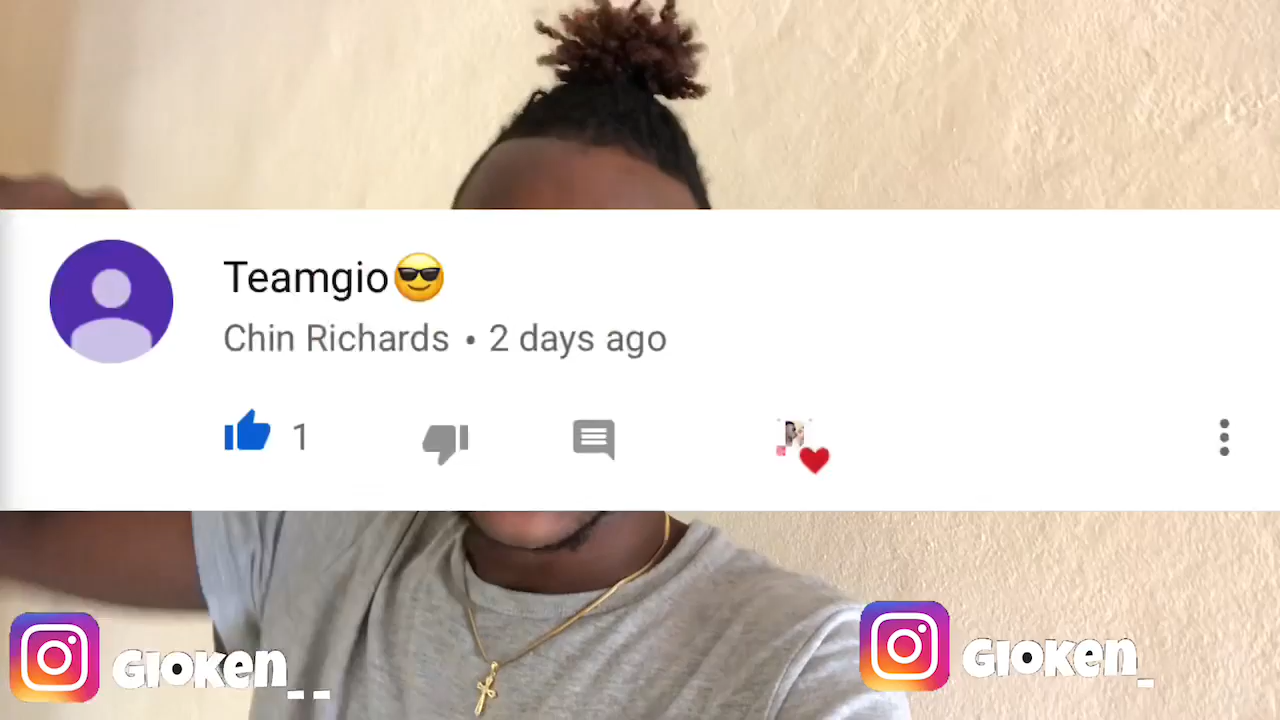 Teamgio😎
Chin Richards • 2 days ago
1
GIOKEN_ _
GIOKEN_